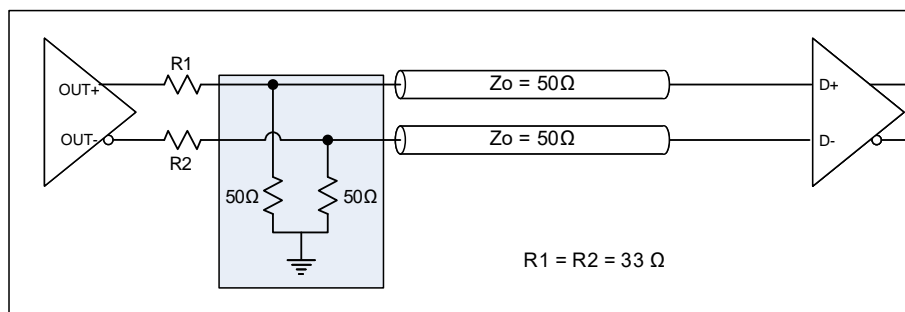 R1
OUT+
Zo = 50Ω
D+
OUT-
Zo = 50Ω
D-
R2
50Ω
50Ω
R1 = R2 = 33 Ω